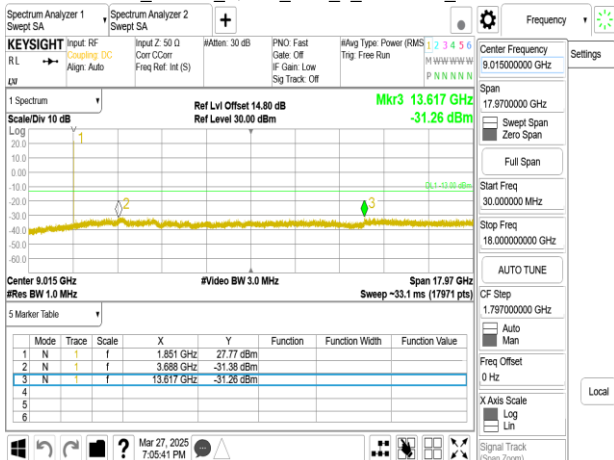 Spectrum Analyzer 1
Swept SA
Spectrum Analyzer 2
Swept SA
+
Frequency
KEYSIGHT
RL
LXI
Input: RF
Coupling: DC
Align: Auto
Input Z: 50 Ω
Corr CCorr
Freq Ref: Int (S)
#Atten: 30 dB
PNO: Fast
Gate: Off
IF Gain: Low
Sig Track: Off
#Avg Type: Power (RMS
Trig: Free Run
1 2 3 4 5 6
M W W W W W
P N N N N N
1 Spectrum
Scale/Div 10 dB
Ref Lvl Offset 14.80 dB
Ref Level 30.00 dBm
Mkr3 13.617 GHz
-31.26 dBm
Log
20.0
10.0
0.00
-10.0
-20.0
-30.0
-40.0
-50.0
-60.0
1
2
3
DL1 -13.00 dBm
Center 9.015 GHz
#Res BW 1.0 MHz
#Video BW 3.0 MHz
Span 17.97 GHz
Sweep ~33.1 ms (17971 pts)
5 Marker Table
Mode Trace Scale X Y Function Function Width Function Value
1 N 1 f 1.851 GHz 27.77 dBm
2 N 1 f 3.688 GHz -31.38 dBm
3 N 1 f 13.617 GHz -31.26 dBm
4
5
6
?
Mar 27, 2025
7:05:41 PM
Center Frequency
9.015000000 GHz
Settings
Span
17.9700000 GHz
Swept Span
Zero Span
Full Span
Start Freq
30.000000 MHz
Stop Freq
18.000000000 GHz
AUTO TUNE
CF Step
1.797000000 GHz
Auto
Man
Freq Offset
0 Hz
Local
X Axis Scale
Log
Lin
Signal Track
(Span Zoom)